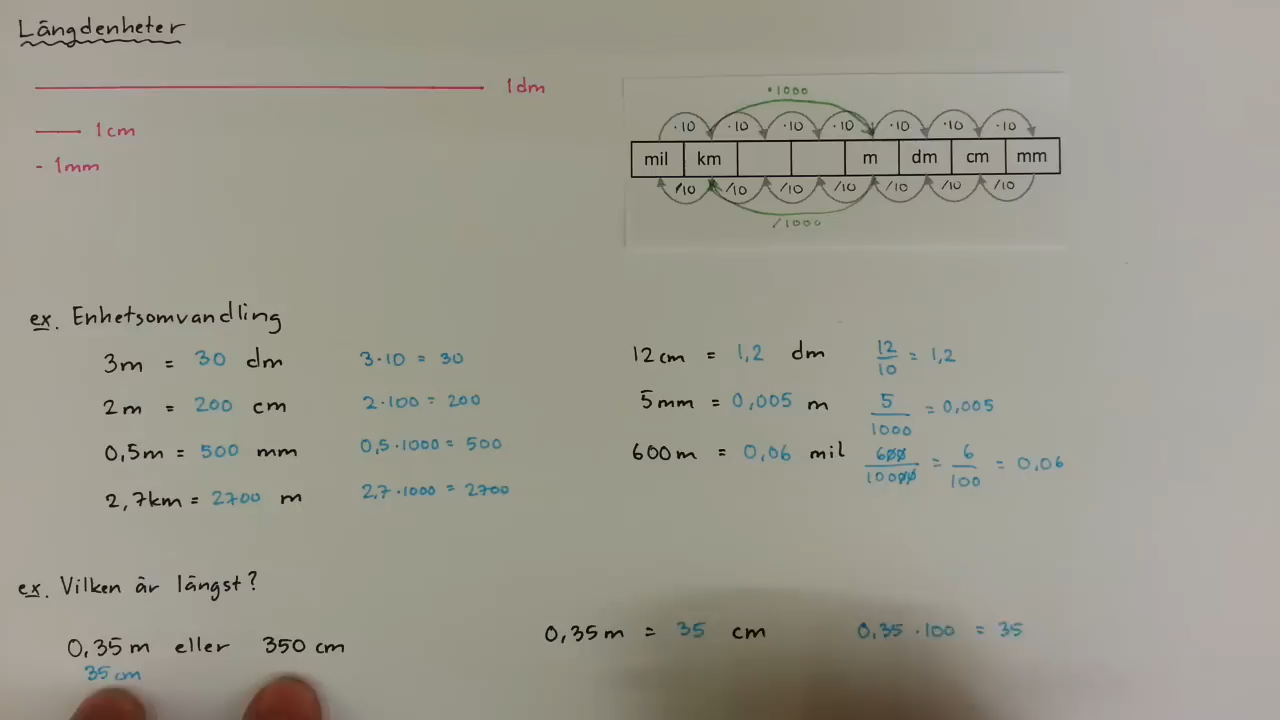 Längdenheter
1dm
1cm
1mm
·1000
·10 ·10 ·10 ·10 ·10 ·10 ·10
mil km m dm cm mm
/10 /10 /10 /10 /10 /10 /10
/1000
ex. Enhetsomvandling
3m = 30 dm 3·10 = 30
2m = 200 cm 2·100 = 200
0,5m = 500 mm 0,5·1000 = 500
2,7km = 2700 m 2,7·1000 = 2700
12cm = 1,2 dm 12/10 = 1,2
5mm = 0,005 m 5/1000 = 0,005
600m = 0,06 mil 600/10000 = 6/100 = 0,06
ex. Vilken är längst?
0,35m eller 350 cm
35 cm
0,35m = 35 cm 0,35·100 = 35